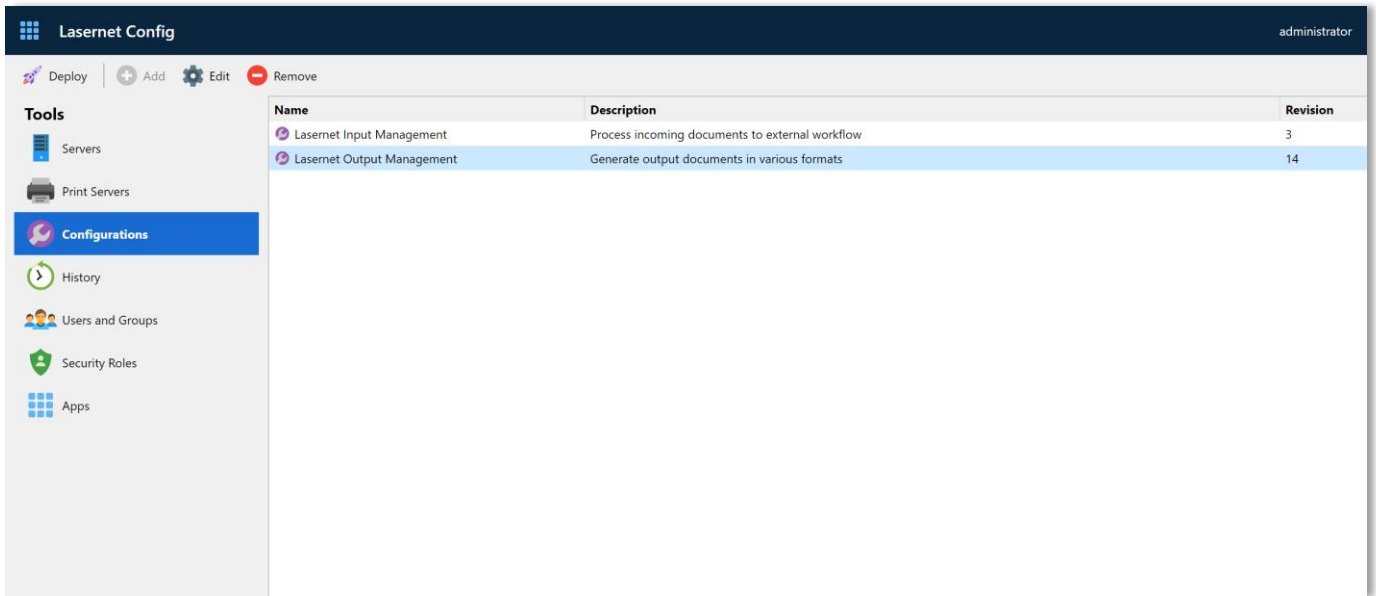 Lasernet Config administrator
Deploy Add Edit Remove
Tools
Servers
Print Servers
Configurations
History
Users and Groups
Security Roles
Apps
Name Description Revision
Lasernet Input Management Process incoming documents to external workflow 3
Lasernet Output Management Generate output documents in various formats 14